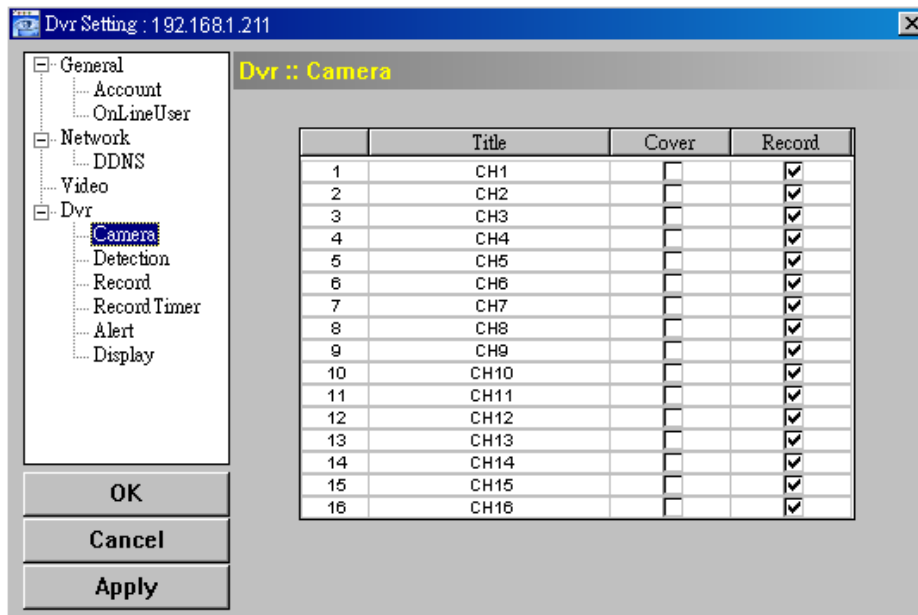 Dvr Setting : 192.168.1.211
General
Account
OnLineUser
Network
DDNS
Video
Dvr
Camera
Detection
Record
Record Timer
Alert
Display
OK
Cancel
Apply
Dvr :: Camera
Title Cover Record
1 CH1
2 CH2
3 CH3
4 CH4
5 CH5
6 CH6
7 CH7
8 CH8
9 CH9
10 CH10
11 CH11
12 CH12
13 CH13
14 CH14
15 CH15
16 CH16